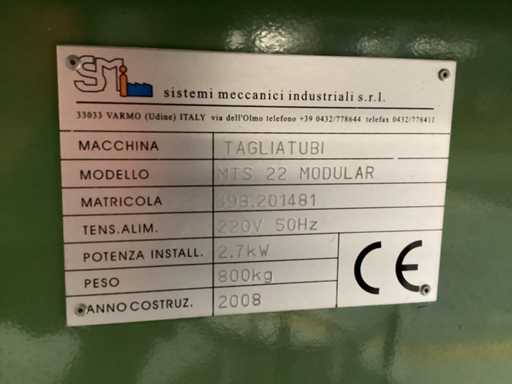 SMi
sistemi meccanici industriali s.r.l.
33033 VARMO (Udine) ITALY via dell'Olmo telefono +39 0432/778644 telefax 0432/778411
MACCHINA TAGLIATUBI
MODELLO MTS 22 MODULAR
MATRICOLA 398.201481
TENS.ALIM. 220V 50Hz
POTENZA INSTALL. 2.7kW
PESO 800kg
ANNO COSTRUZ. 2008
CE